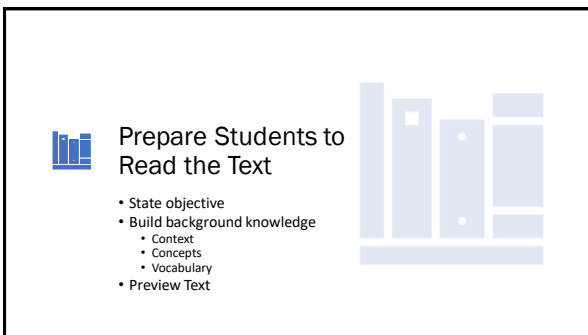 Prepare Students to
Read the Text
• State objective
• Build background knowledge
• Context
• Concepts
• Vocabulary
• Preview Text